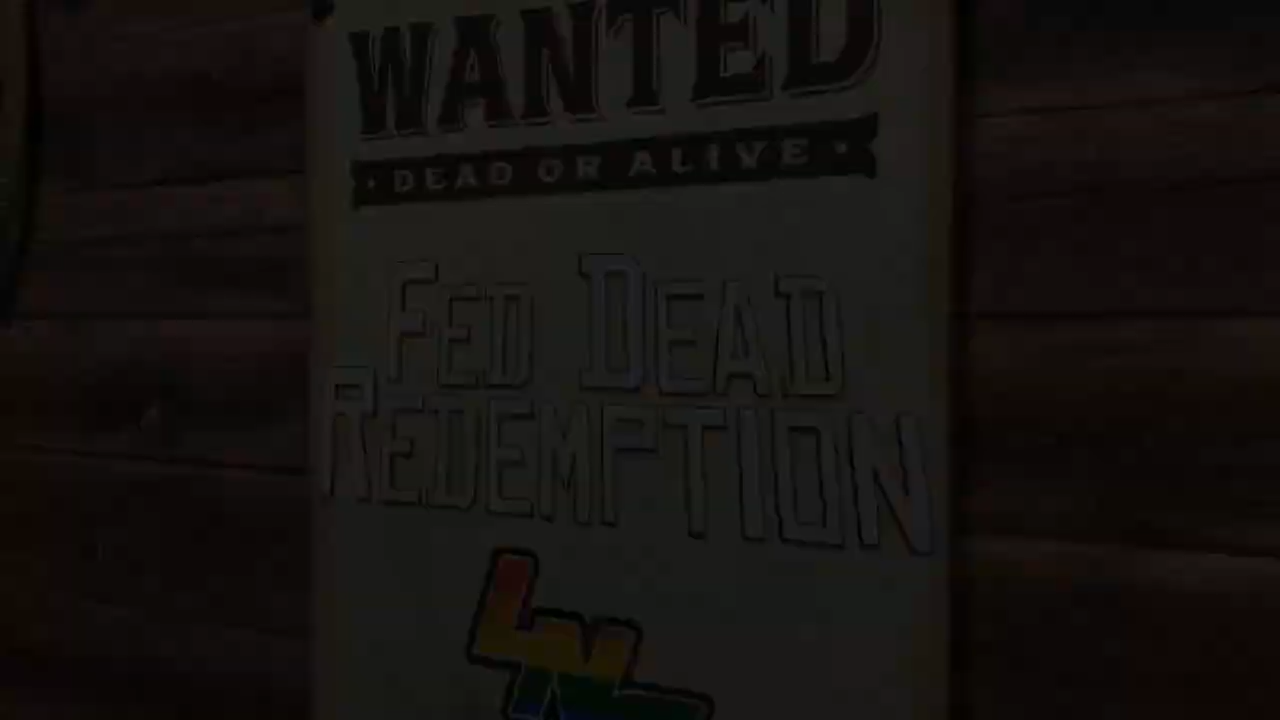 WANTED
· DEAD OR ALIVE ·
FED DEAD
REDEMPTION